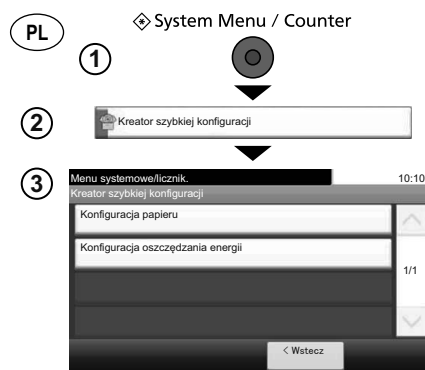 PL
System Menu / Counter
1
2
Kreator szybkiej konfiguracji
3
Menu systemowe/licznik.
10:10
Kreator szybkiej konfiguracji
Konfiguracja papieru
Konfiguracja oszczędzania energii
1/1
< Wstecz